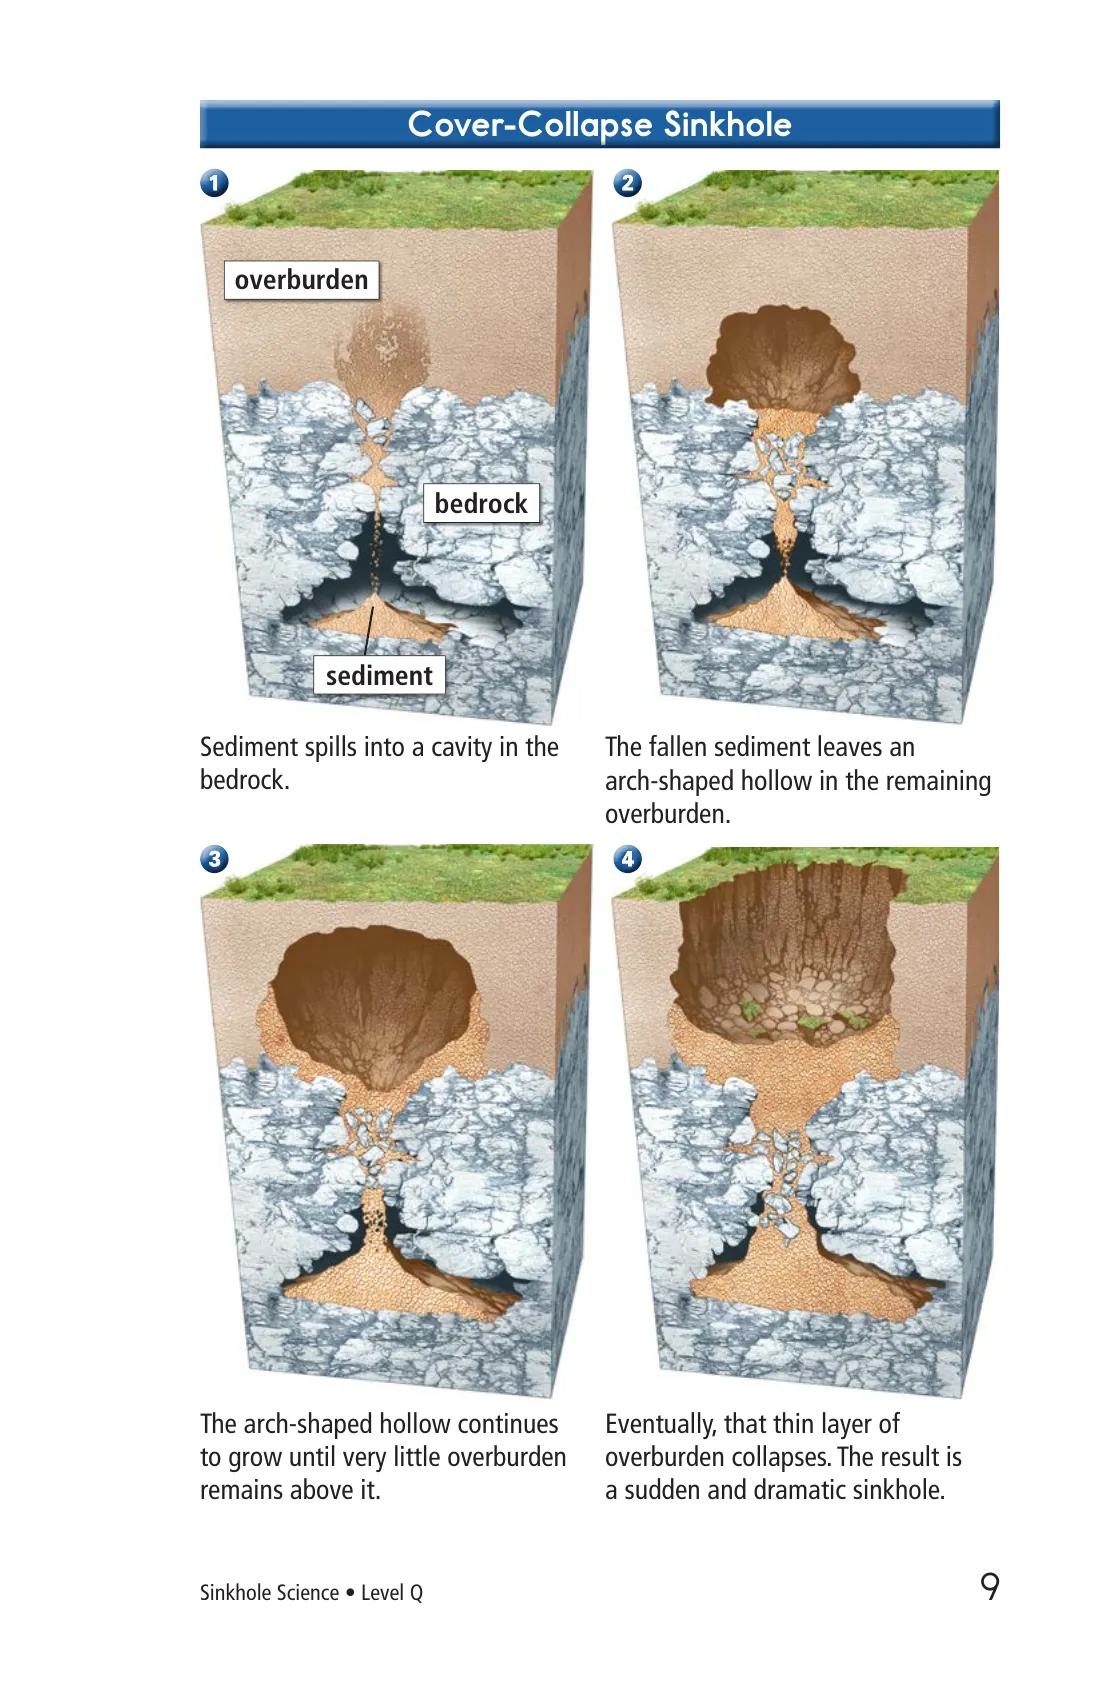 Cover-Collapse Sinkhole
1
overburden
bedrock
sediment
Sediment spills into a cavity in the
bedrock.
2
The fallen sediment leaves an
arch-shaped hollow in the remaining
overburden.
3
The arch-shaped hollow continues
to grow until very little overburden
remains above it.
4
Eventually, that thin layer of
overburden collapses. The result is
a sudden and dramatic sinkhole.
Sinkhole Science • Level Q
9